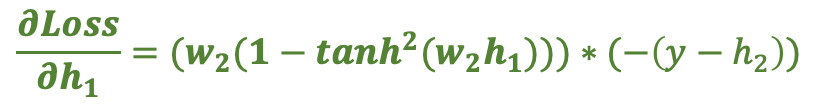 ∂Loss/∂h₁ = (w₂(1 − tanh²(w₂h₁))) * (−(y − h₂))